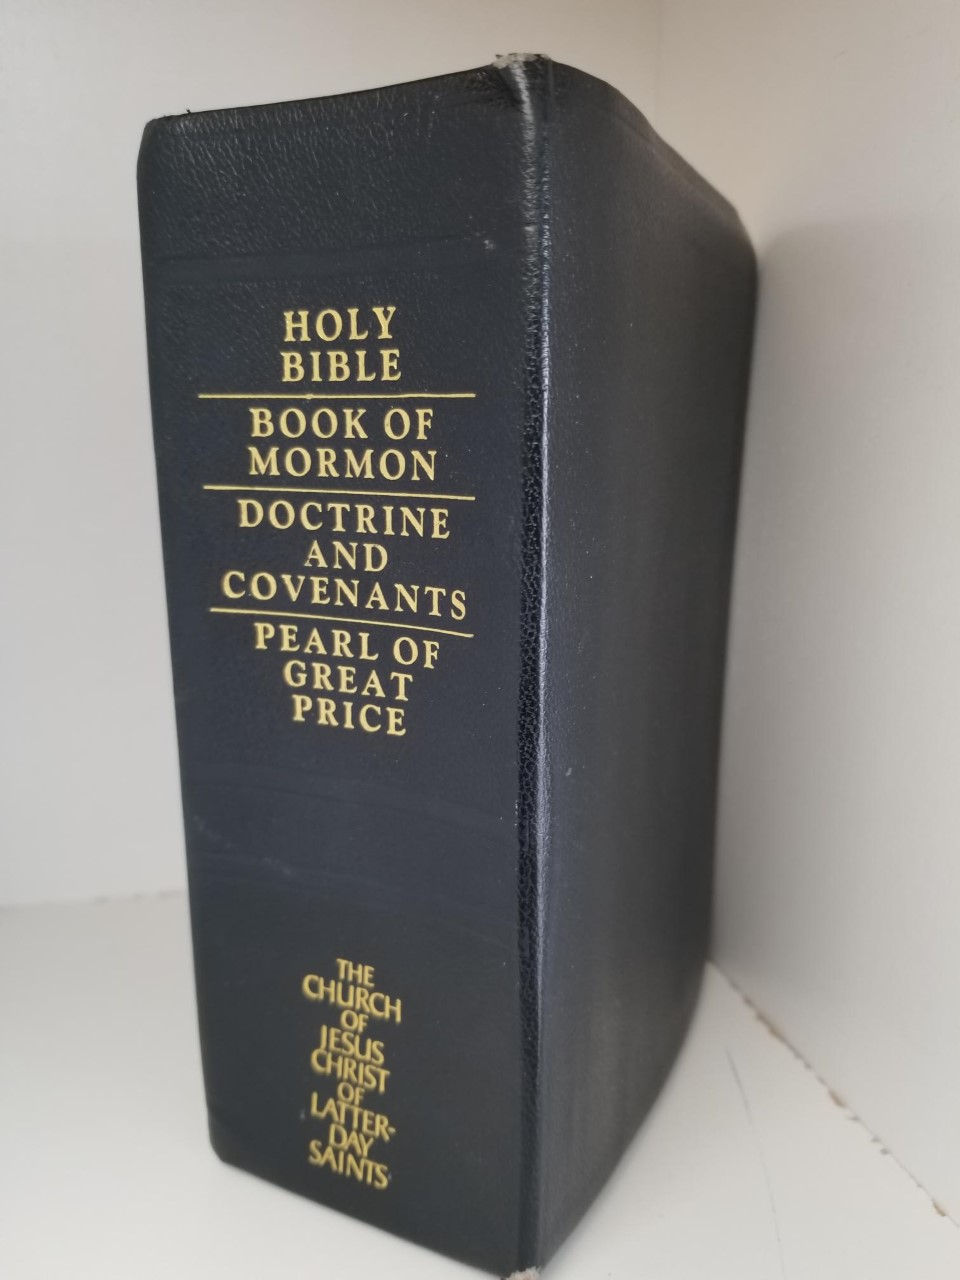 HOLY
BIBLE
BOOK OF
MORMON
DOCTRINE
AND
COVENANTS
PEARL OF
GREAT
PRICE
THE
CHURCH
OF
JESUS
CHRIST
OF
LATTER-
DAY
SAINTS